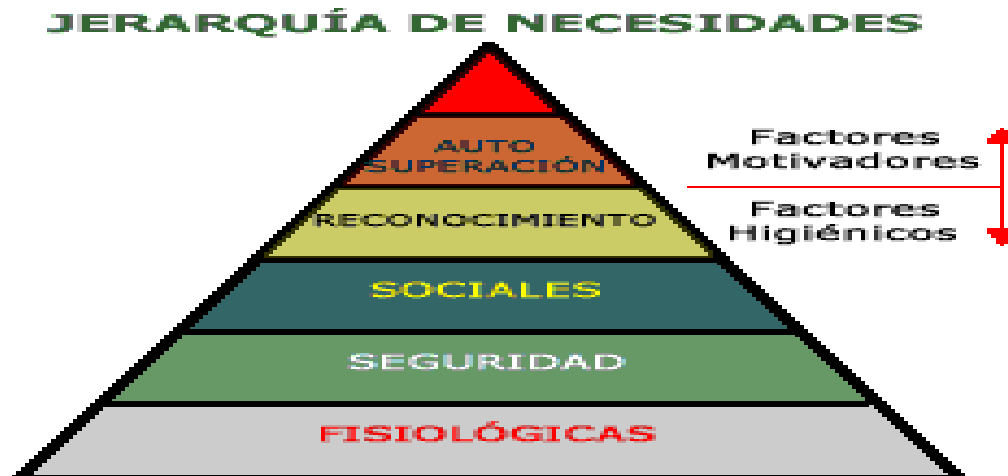 JERARQUÍA DE NECESIDADES
AUTO
SUPERACIÓN
Factores
Motivadores
RECONOCIMIENTO
Factores
Higiénicos
SOCIALES
SEGURIDAD
FISIOLÓGICAS